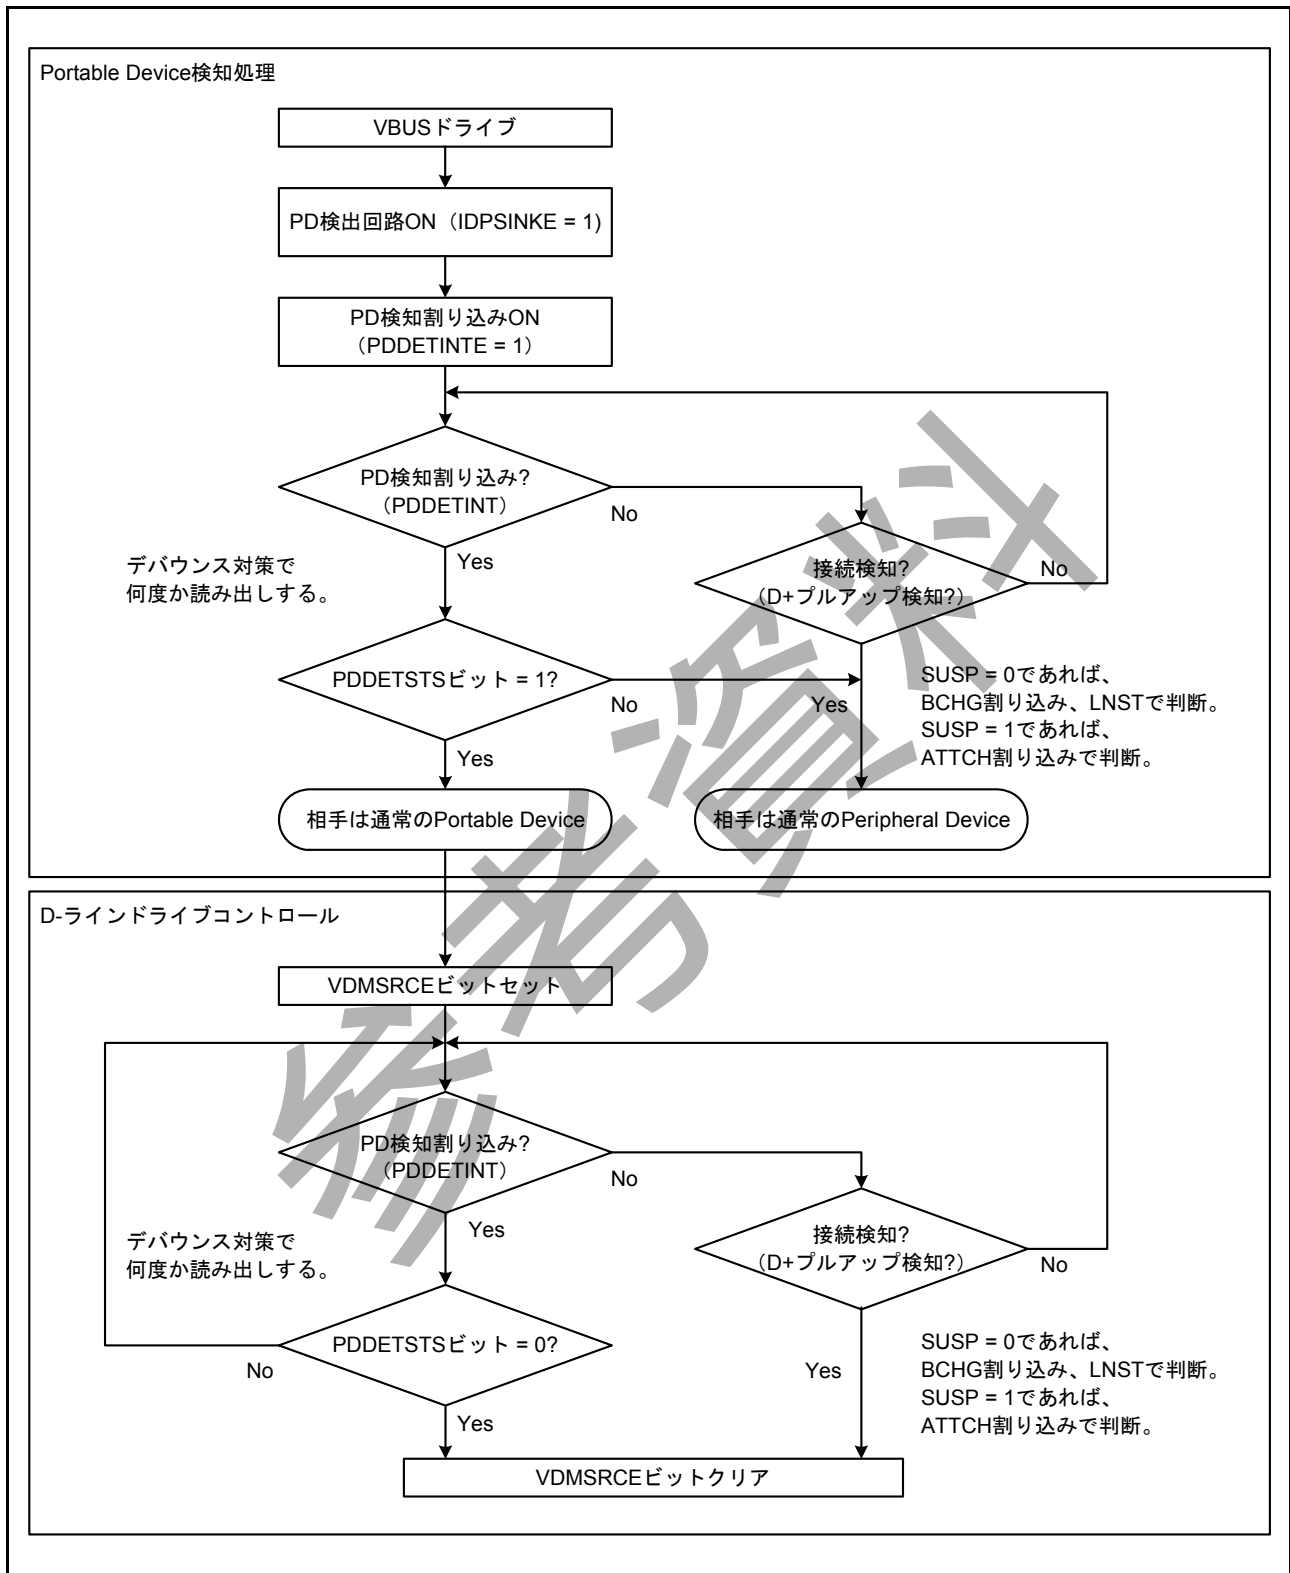 Portable Device検知処理
VBUSドライブ
PD検出回路ON（IDPSINKE = 1)
PD検知割り込みON
（PDDETINTE = 1）
PD検知割り込み?
（PDDETINT）
No
Yes
デバウンス対策で
何度か読み出しする。
接続検知?
（D+プルアップ検知?）
No
PDDETSTSビット = 1?
No
Yes
Yes
SUSP = 0であれば、
BCHG割り込み、LNSTで判断。
SUSP = 1であれば、
ATTCH割り込みで判断。
相手は通常のPortable Device
相手は通常のPeripheral Device
D-ラインドライブコントロール
VDMSRCEビットセット
PD検知割り込み?
（PDDETINT）
No
Yes
デバウンス対策で
何度か読み出しする。
接続検知?
（D+プルアップ検知?）
No
PDDETSTSビット = 0?
No
Yes
Yes
SUSP = 0であれば、
BCHG割り込み、LNSTで判断。
SUSP = 1であれば、
ATTCH割り込みで判断。
VDMSRCEビットクリア
参考資料